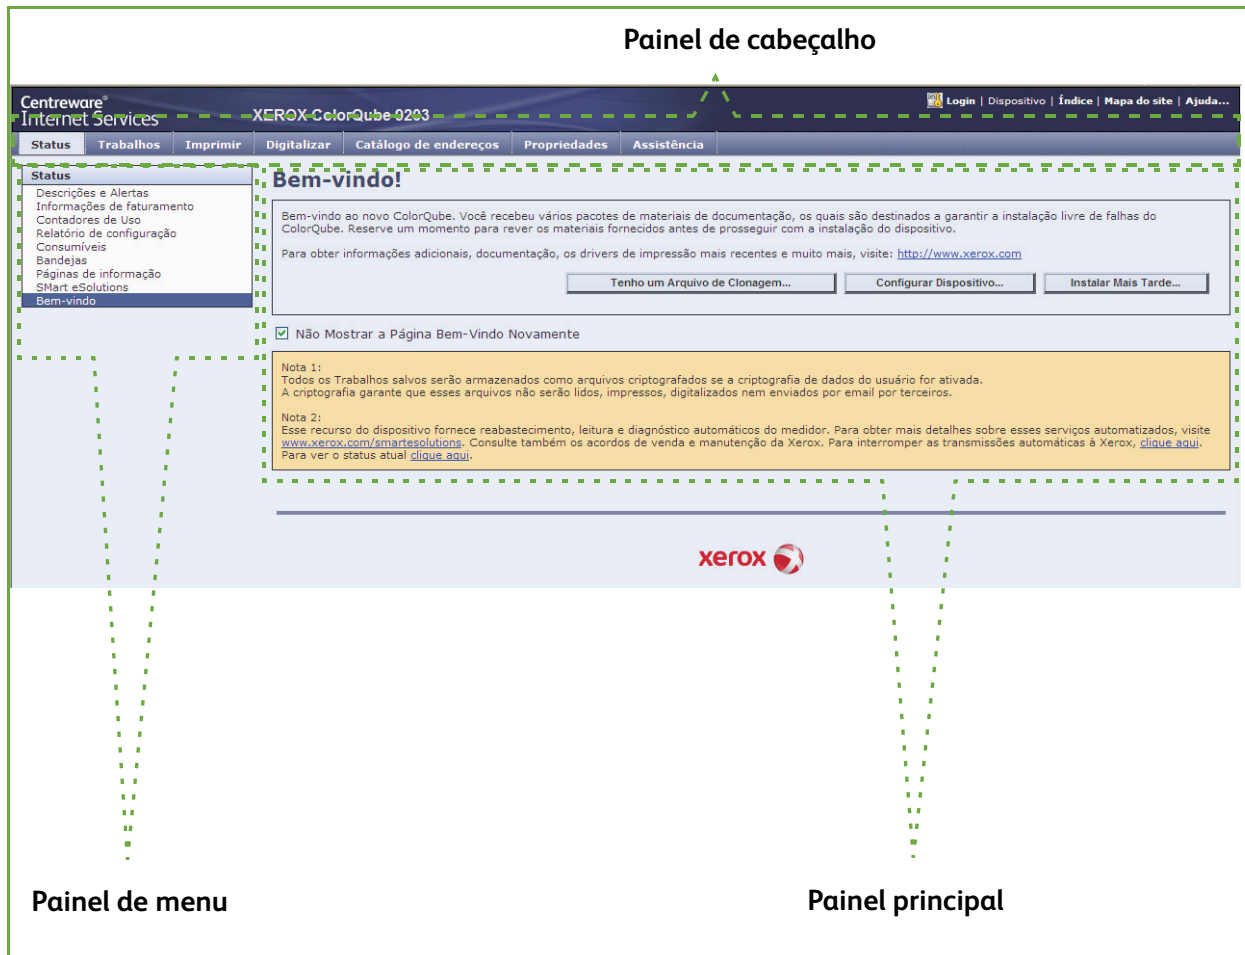 Painel de cabeçalho
Centreware®
Internet Services
XEROX ColorQube 9203
Login | Dispositivo | Índice | Mapa do site | Ajuda...
Status Trabalhos Imprimir Digitalizar Catálogo de endereços Propriedades Assistência
Status
Descrições e Alertas
Informações de faturamento
Contadores de Uso
Relatório de configuração
Consumíveis
Bandejas
Páginas de informação
SMart eSolutions
Bem-vindo
Bem-vindo!
Bem-vindo ao novo ColorQube. Você recebeu vários pacotes de materiais de documentação, os quais são destinados a garantir a instalação livre de falhas do
ColorQube. Reserve um momento para rever os materiais fornecidos antes de prosseguir com a instalação do dispositivo.
Para obter informações adicionais, documentação, os drivers de impressão mais recentes e muito mais, visite: http://www.xerox.com
Tenho um Arquivo de Clonagem... Configurar Dispositivo... Instalar Mais Tarde...
Não Mostrar a Página Bem-Vindo Novamente
Nota 1:
Todos os Trabalhos salvos serão armazenados como arquivos criptografados se a criptografia de dados do usuário for ativada.
A criptografia garante que esses arquivos não serão lidos, impressos, digitalizados nem enviados por email por terceiros.
Nota 2:
Esse recurso do dispositivo fornece reabastecimento, leitura e diagnóstico automáticos do medidor. Para obter mais detalhes sobre esses serviços automatizados, visite
www.xerox.com/smartesolutions. Consulte também os acordos de venda e manutenção da Xerox. Para interromper as transmissões automáticas à Xerox, clique aqui.
Para ver o status atual clique aqui.
xerox
Painel de menu
Painel principal